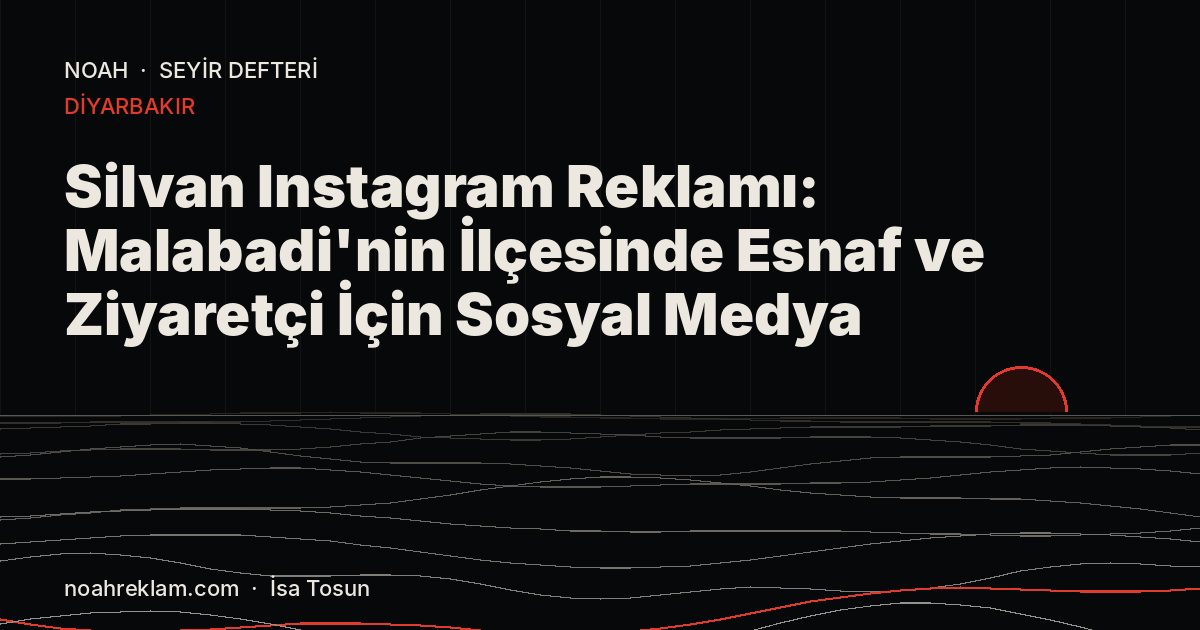 NOAH · SEYİR DEFTERİ
DİYARBAKIR
Silvan Instagram Reklamı:
Malabadi'nin İlçesinde Esnaf ve
Ziyaretçi İçin Sosyal Medya
noahreklam.com · İsa Tosun